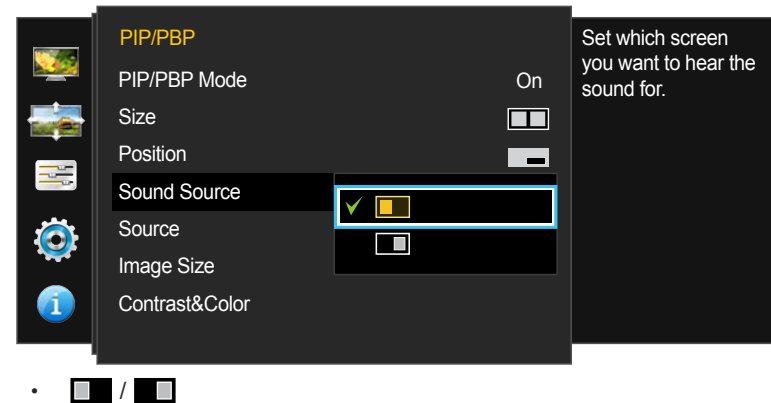 PIP/PBP
PIP/PBP Mode On
Size
Position
Sound Source
Source
Image Size
Contrast&Color
Set which screen
you want to hear the
sound for.
i
• /